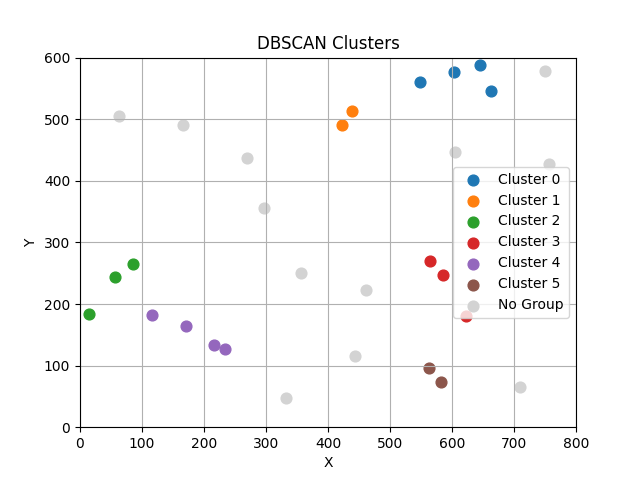 DBSCAN Clusters
600
500
400
300
200
100
0
Y
Cluster 0
Cluster 1
Cluster 2
Cluster 3
Cluster 4
Cluster 5
No Group
0 100 200 300 400 500 600 700 800
X